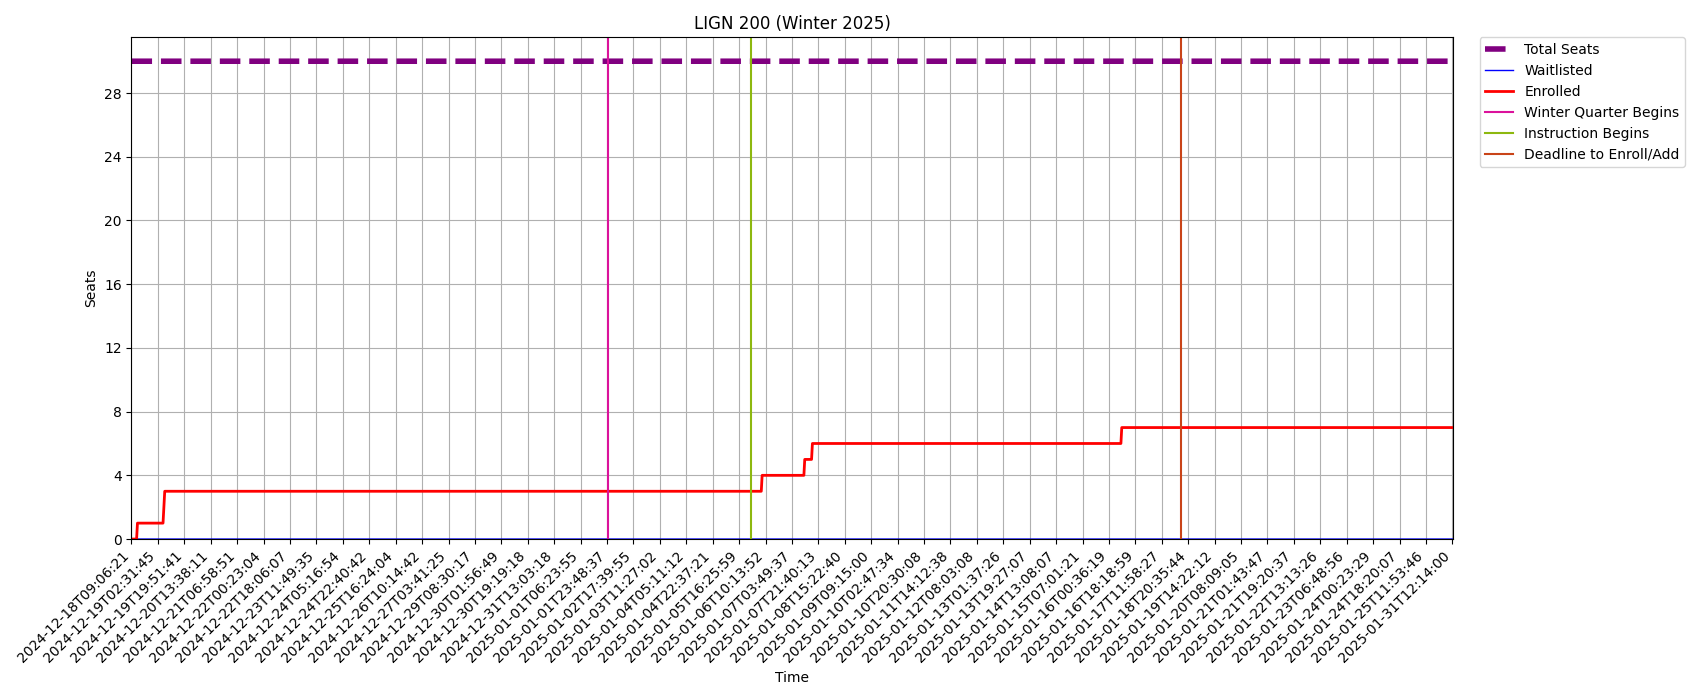 LIGN 200 (Winter 2025)
Total Seats
Waitlisted
Enrolled
Winter Quarter Begins
Instruction Begins
Deadline to Enroll/Add
Seats
28
24
20
16
12
8
4
0
2024-12-18T09:06:21
2024-12-19T02:31:45
2024-12-19T19:51:41
2024-12-20T13:38:11
2024-12-21T06:58:51
2024-12-22T00:23:04
2024-12-22T18:06:07
2024-12-23T11:49:35
2024-12-24T05:16:54
2024-12-24T22:40:42
2024-12-25T16:24:04
2024-12-26T10:14:42
2024-12-27T03:41:25
2024-12-29T08:30:17
2024-12-30T01:56:49
2024-12-30T19:19:18
2024-12-31T13:03:18
2025-01-01T06:23:55
2025-01-01T23:48:37
2025-01-02T17:39:55
2025-01-03T11:27:02
2025-01-04T05:11:12
2025-01-04T22:37:21
2025-01-05T16:25:59
2025-01-06T10:13:52
2025-01-07T03:49:37
2025-01-07T21:40:13
2025-01-08T15:22:40
2025-01-09T09:15:00
2025-01-10T02:47:34
2025-01-10T20:30:08
2025-01-11T14:12:38
2025-01-12T08:03:08
2025-01-13T01:37:26
2025-01-13T19:27:07
2025-01-14T13:08:07
2025-01-15T07:01:21
2025-01-16T00:36:19
2025-01-16T18:18:59
2025-01-17T11:58:27
2025-01-18T20:35:44
2025-01-19T14:22:12
2025-01-20T08:09:05
2025-01-21T01:43:47
2025-01-21T19:20:37
2025-01-22T13:13:26
2025-01-23T06:48:56
2025-01-24T00:23:29
2025-01-24T18:20:07
2025-01-25T11:53:46
2025-01-31T12:14:00
Time